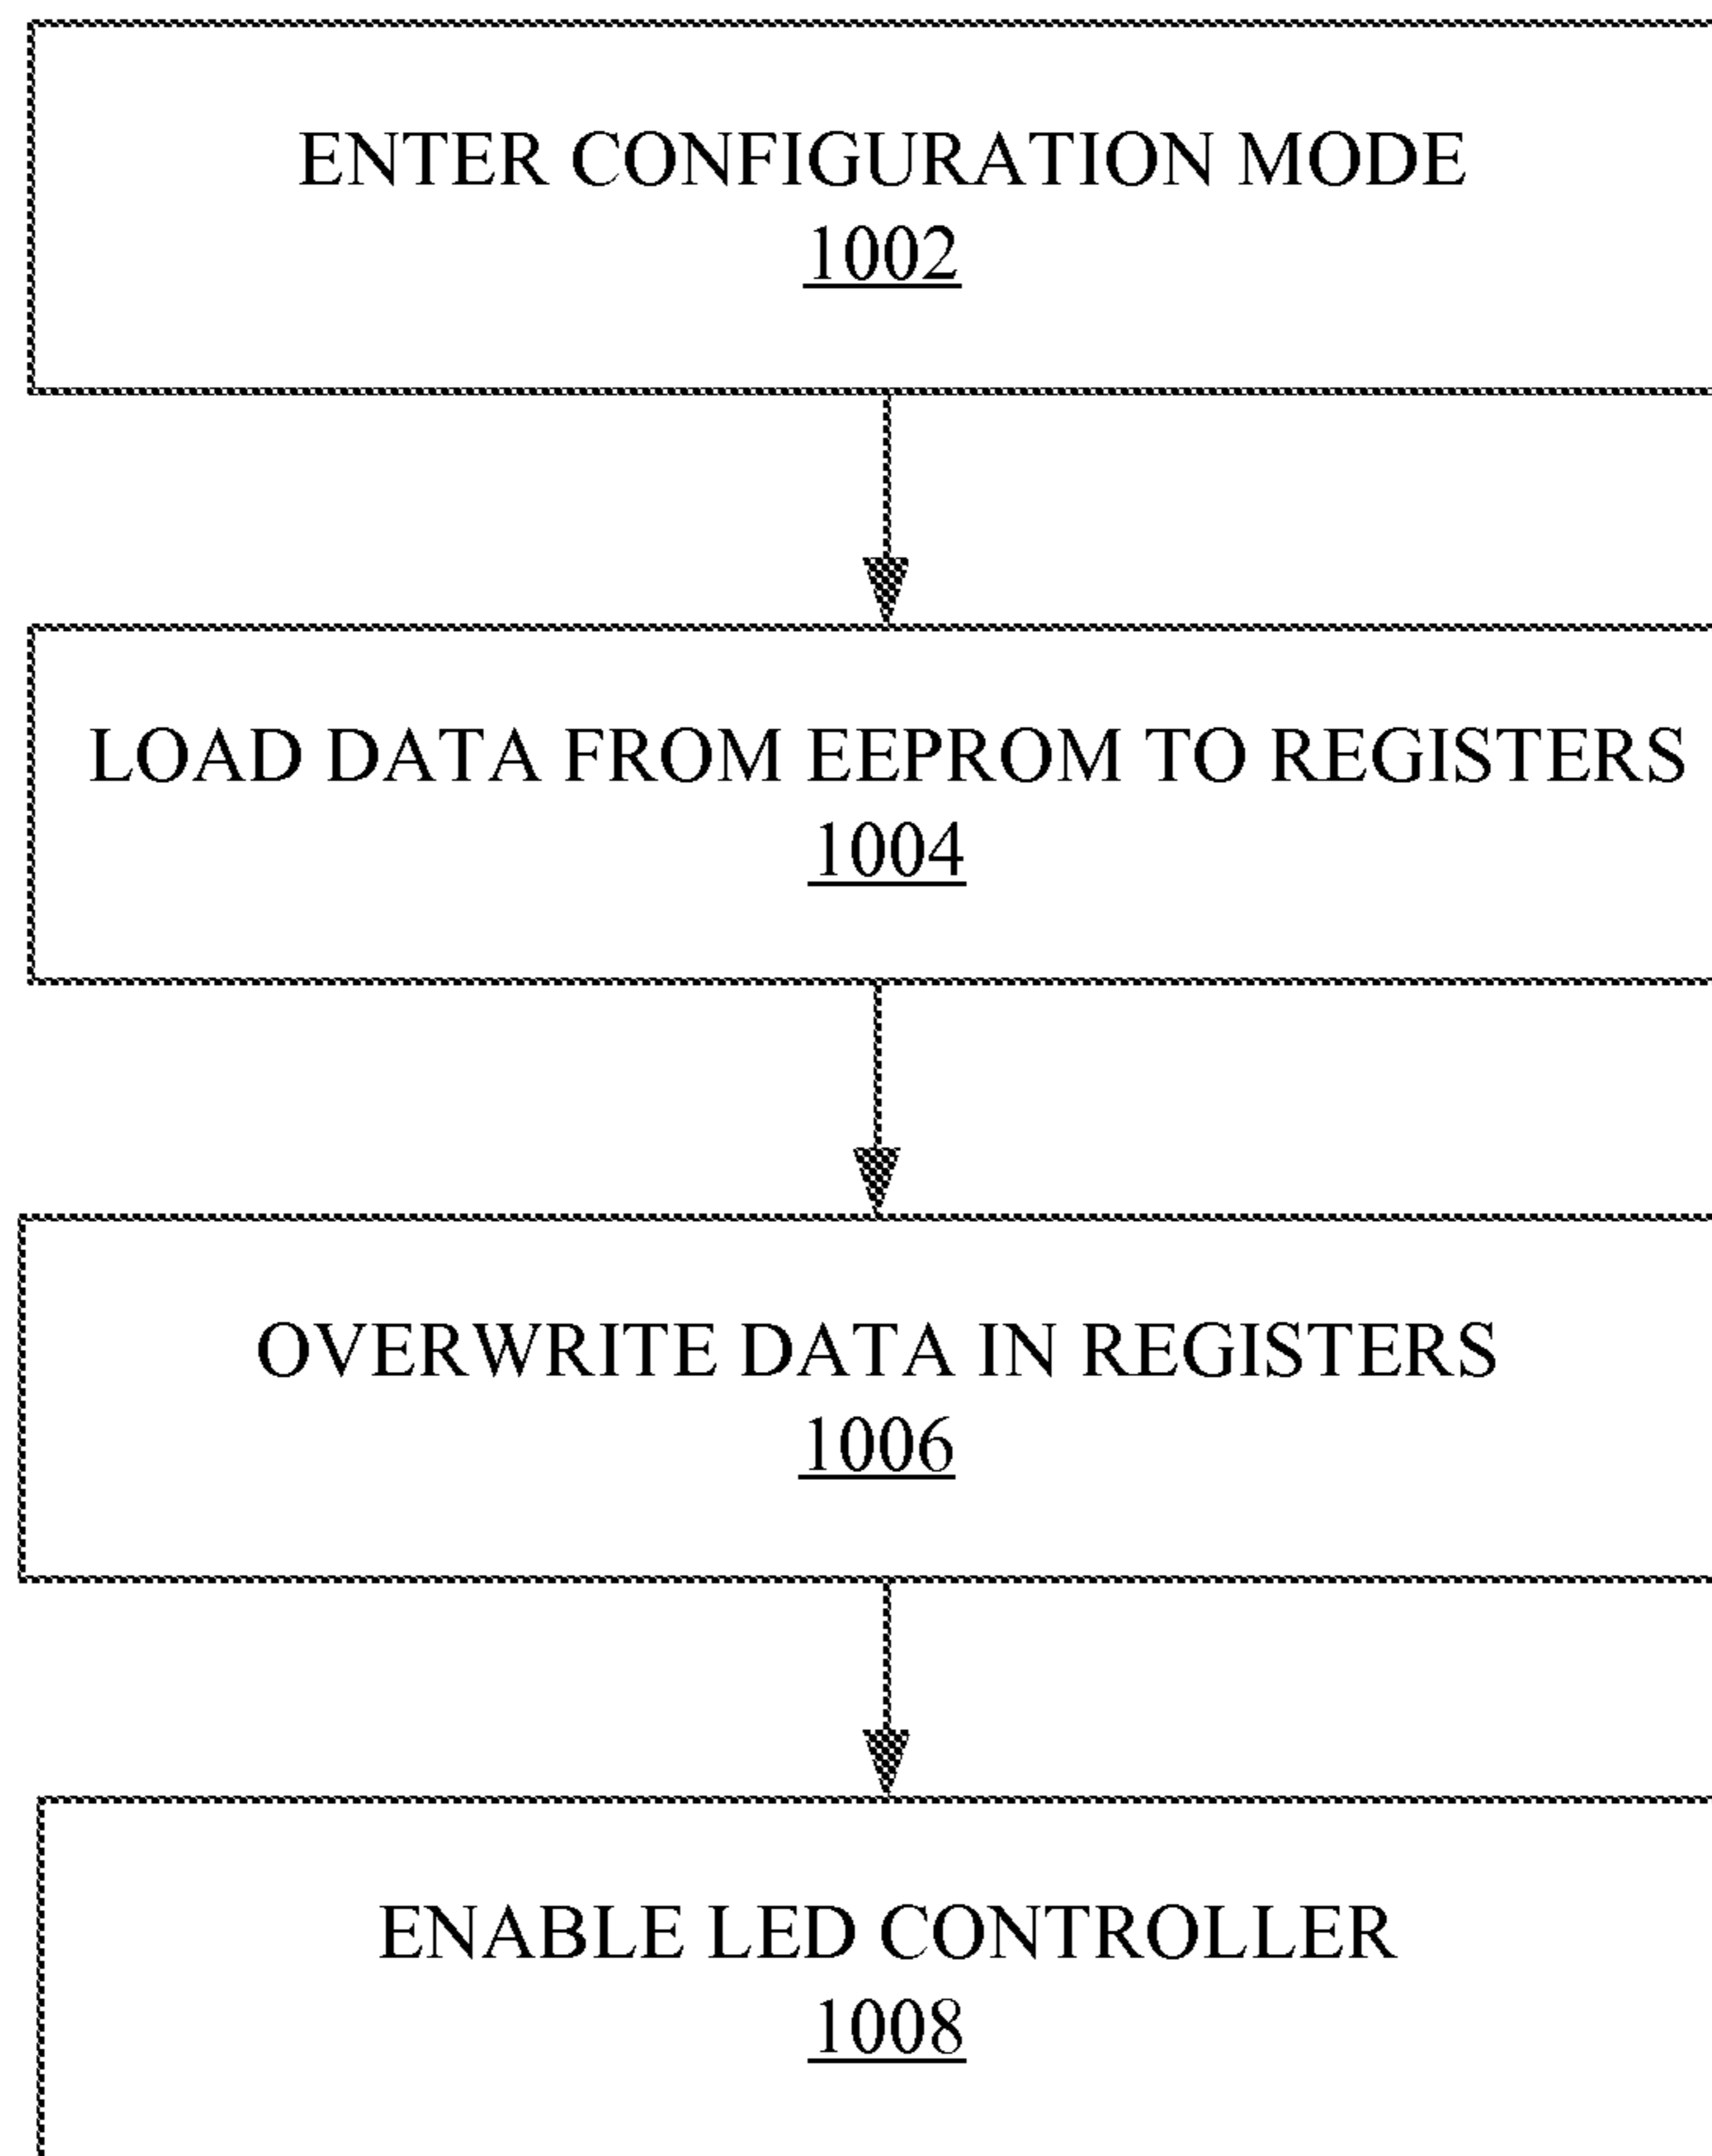 ENTER CONFIGURATION MODE
1002
LOAD DATA FROM EEPROM TO REGISTERS
1004
OVERWRITE DATA IN REGISTERS
1006
ENABLE LED CONTROLLER
1008